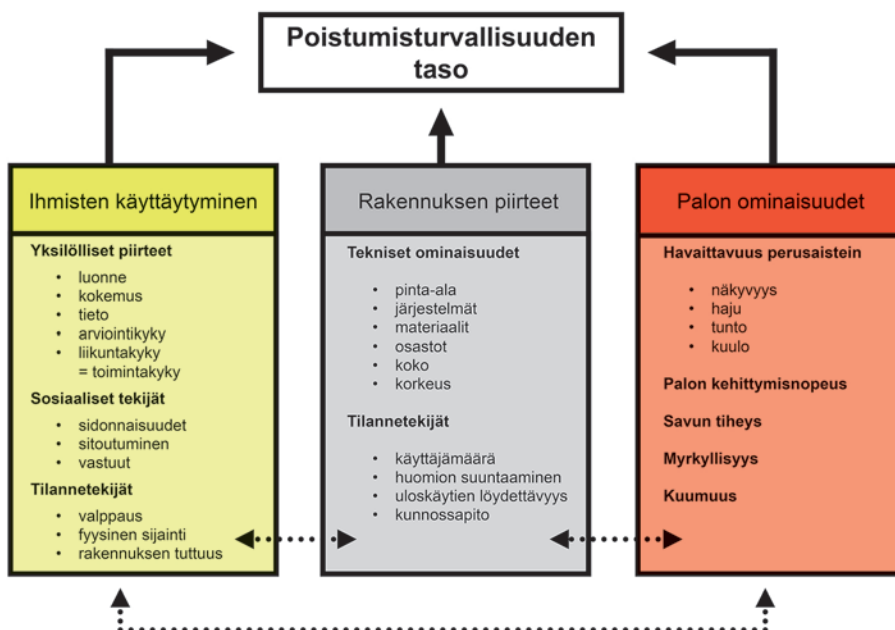 Poistumisturvallisuuden
taso
Ihmisten käyttäytyminen
Yksilölliset piirteet
• luonne
• kokemus
• tieto
• arviointikyky
• liikuntakyky
= toimintakyky
Sosiaaliset tekijät
• sidonnaisuudet
• sitoutuminen
• vastuut
Tilannetekijät
• valppaus
• fyysinen sijainti
• rakennuksen tuttuus
Rakennuksen piirteet
Tekniset ominaisuudet
• pinta-ala
• järjestelmät
• materiaalit
• osastot
• koko
• korkeus
Tilannetekijät
• käyttäjämäärä
• huomion suuntaaminen
• uloskäytien löydettävyys
• kunnossapito
Palon ominaisuudet
Havaittavuus perusaistein
• näkyvyys
• haju
• tunto
• kuulo
Palon kehittymisnopeus
Savun tiheys
Myrkyllisyys
Kuumuus